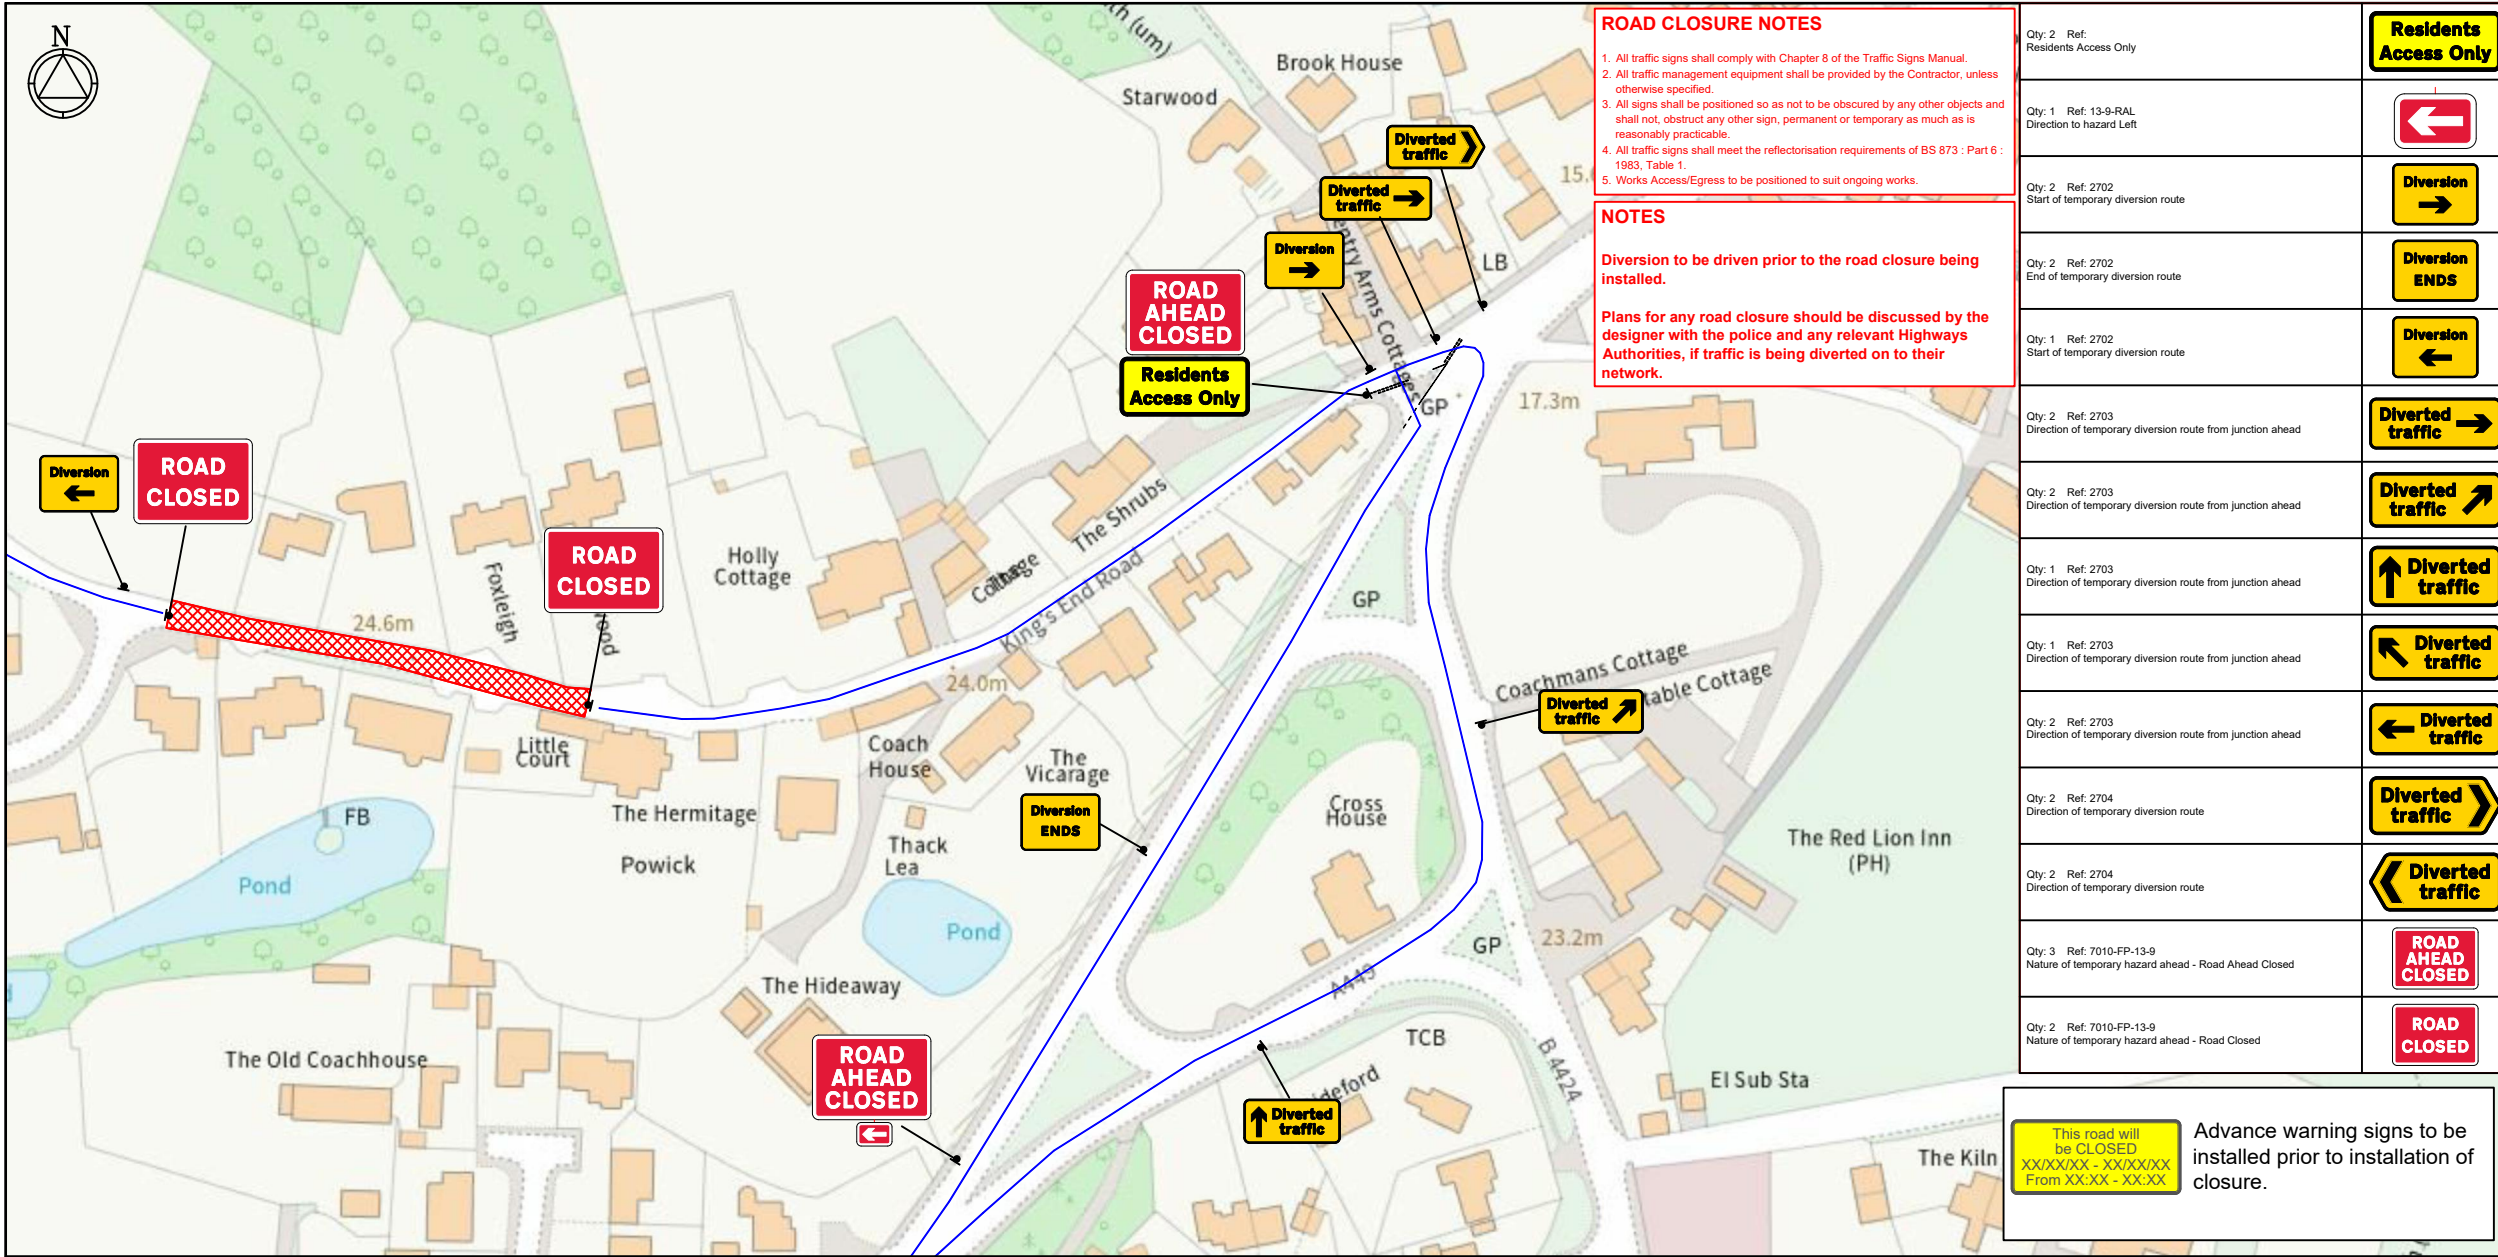 N
th (um)
Brook House
Starwood
15.
Diverted
traffic
Diverted
traffic
Diversion
entry Arms Cottages
LB
ROAD
AHEAD
CLOSED
Residents
Access Only
GP
17.3m
Diversion
ROAD
CLOSED
ROAD
CLOSED
24.6m
Foxleigh
Holly
Cottage
The Shrubs
The
Cottage
King's End Road
24.0m
GP
Coachmans Cottage
table Cottage
Diverted
traffic
Little
Court
Coach
House
The
Vicarage
Diversion
ENDS
Cross
House
The Hermitage
FB
Powick
Thack
Lea
Pond
Pond
The Red Lion Inn
(PH)
GP
23.2m
A449
The Hideaway
TCB
B 4424
The Old Coachhouse
ROAD
AHEAD
CLOSED
ideford
Diverted
traffic
El Sub Sta
The Kiln
ROAD CLOSURE NOTES
1. All traffic signs shall comply with Chapter 8 of the Traffic Signs Manual.
2. All traffic management equipment shall be provided by the Contractor, unless
otherwise specified.
3. All signs shall be positioned so as not to be obscured by any other objects and
shall not, obstruct any other sign, permanent or temporary as much as is
reasonably practicable.
4. All traffic signs shall meet the reflectorisation requirements of BS 873 : Part 6 :
1983, Table 1.
5. Works Access/Egress to be positioned to suit ongoing works.
NOTES
Diversion to be driven prior to the road closure being
installed.
Plans for any road closure should be discussed by the
designer with the police and any relevant Highways
Authorities, if traffic is being diverted on to their
network.
Qty: 2 Ref:
Residents Access Only
Residents
Access Only
Qty: 1 Ref: 13-9-RAL
Direction to hazard Left
Qty: 2 Ref: 2702
Start of temporary diversion route
Diversion
Qty: 2 Ref: 2702
End of temporary diversion route
Diversion
ENDS
Qty: 1 Ref: 2702
Start of temporary diversion route
Diversion
Qty: 2 Ref: 2703
Direction of temporary diversion route from junction ahead
Diverted
traffic
Qty: 2 Ref: 2703
Direction of temporary diversion route from junction ahead
Diverted
traffic
Qty: 1 Ref: 2703
Direction of temporary diversion route from junction ahead
Diverted
traffic
Qty: 1 Ref: 2703
Direction of temporary diversion route from junction ahead
Diverted
traffic
Qty: 2 Ref: 2703
Direction of temporary diversion route from junction ahead
Diverted
traffic
Qty: 2 Ref: 2704
Direction of temporary diversion route
Diverted
traffic
Qty: 2 Ref: 2704
Direction of temporary diversion route
Diverted
traffic
Qty: 3 Ref: 7010-FP-13-9
Nature of temporary hazard ahead - Road Ahead Closed
ROAD
AHEAD
CLOSED
Qty: 2 Ref: 7010-FP-13-9
Nature of temporary hazard ahead - Road Closed
ROAD
CLOSED
This road will
be CLOSED
XX/XX/XX - XX/XX/XX
From XX:XX - XX:XX
Advance warning signs to be
installed prior to installation of
closure.